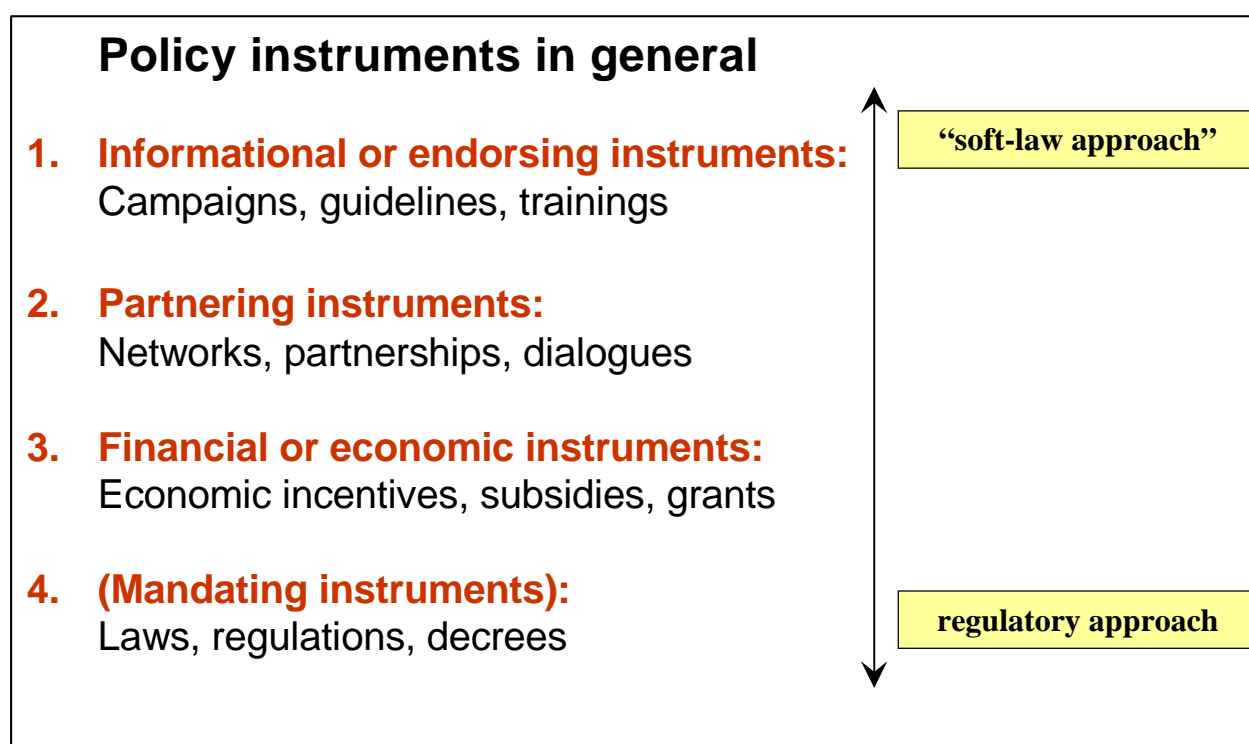 Policy instruments in general
1. Informational or endorsing instruments:
Campaigns, guidelines, trainings
2. Partnering instruments:
Networks, partnerships, dialogues
3. Financial or economic instruments:
Economic incentives, subsidies, grants
4. (Mandating instruments):
Laws, regulations, decrees
“soft-law approach”
regulatory approach